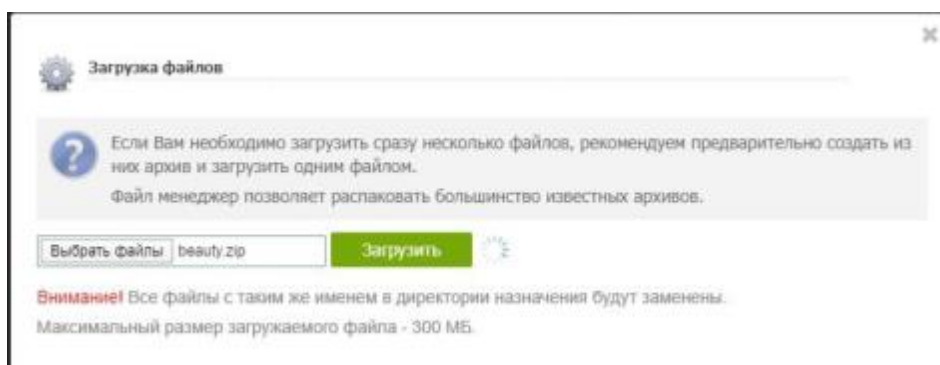 Загрузка файлов
Если Вам необходимо загрузить сразу несколько файлов, рекомендуем предварительно создать из
них архив и загрузить одним файлом.
Файл менеджер позволяет распаковать большинство известных архивов.
Выбрать файлы beauty.zip Загрузить
Внимание! Все файлы с таким же именем в директории назначения будут заменены.
Максимальный размер загружаемого файла - 300 МБ.